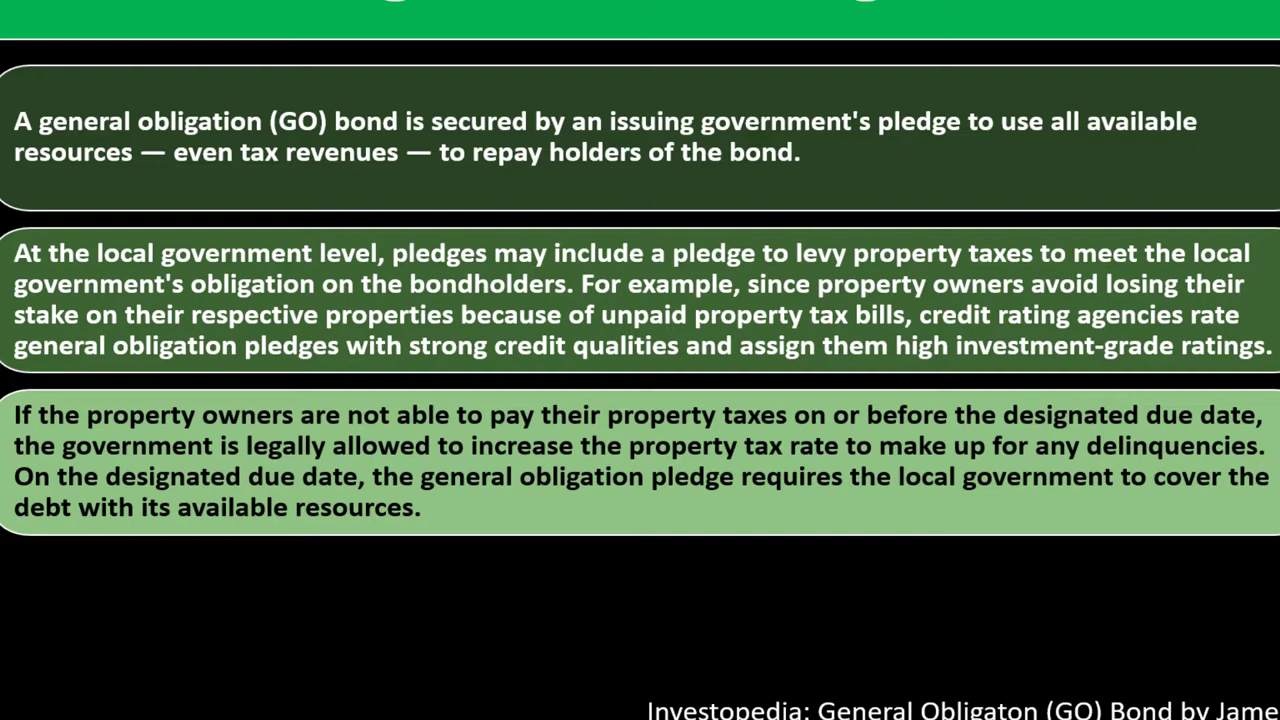 A general obligation (GO) bond is secured by an issuing government's pledge to use all available
resources — even tax revenues — to repay holders of the bond.
At the local government level, pledges may include a pledge to levy property taxes to meet the local
government's obligation on the bondholders. For example, since property owners avoid losing their
stake on their respective properties because of unpaid property tax bills, credit rating agencies rate
general obligation pledges with strong credit qualities and assign them high investment-grade ratings.
If the property owners are not able to pay their property taxes on or before the designated due date,
the government is legally allowed to increase the property tax rate to make up for any delinquencies.
On the designated due date, the general obligation pledge requires the local government to cover the
debt with its available resources.
Investopedia: General Obligaton (GO) Bond by Jame